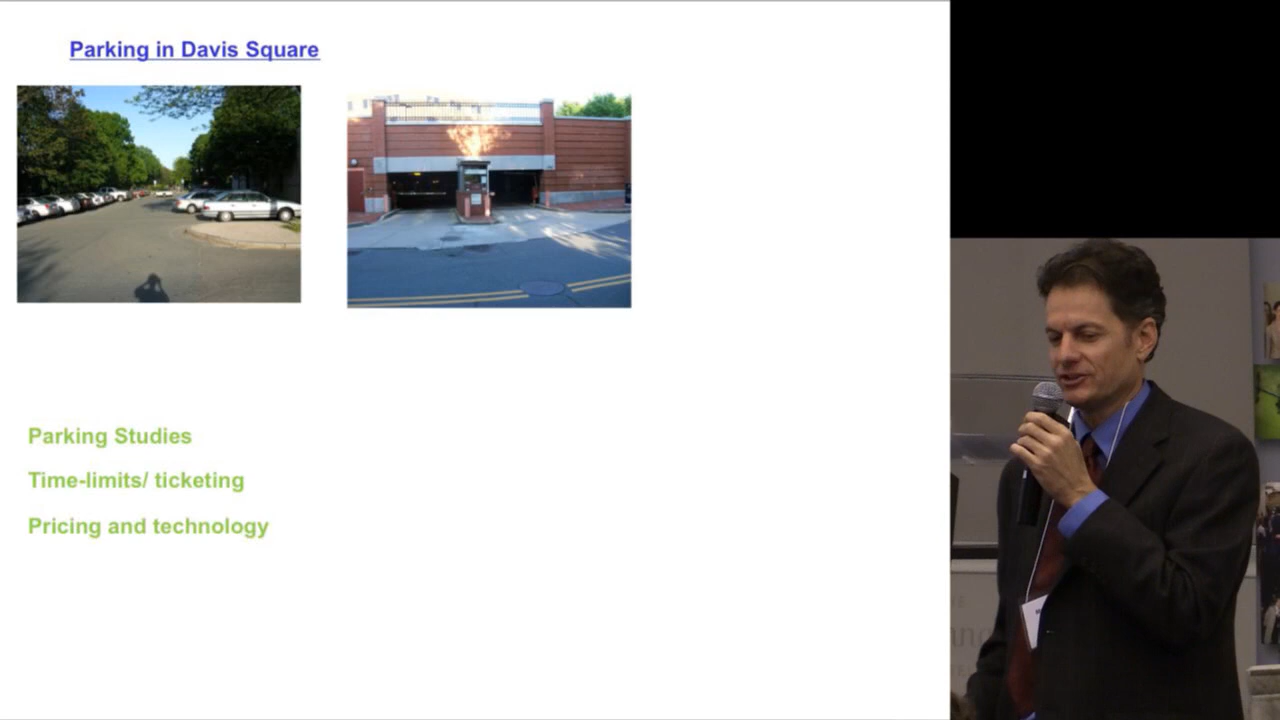 Parking in Davis Square
Parking Studies
Time-limits/ ticketing
Pricing and technology